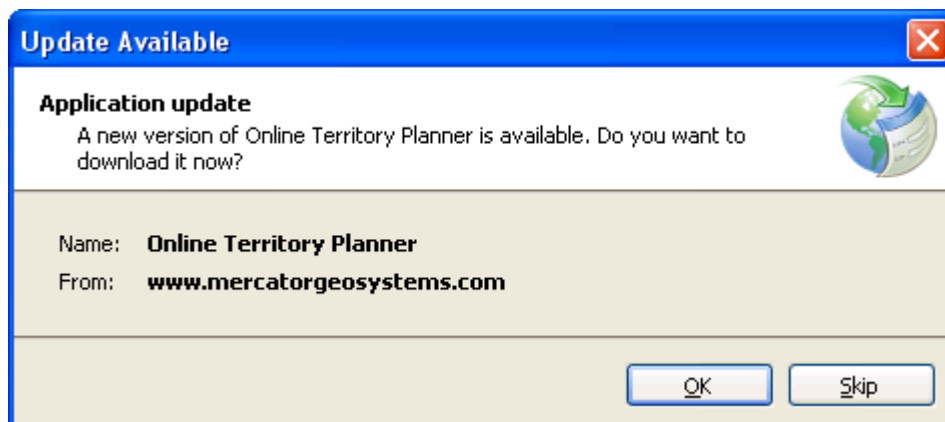 Update Available
Application update
A new version of Online Territory Planner is available. Do you want to
download it now?
Name: Online Territory Planner
From: www.mercatorgeosystems.com
OK Skip